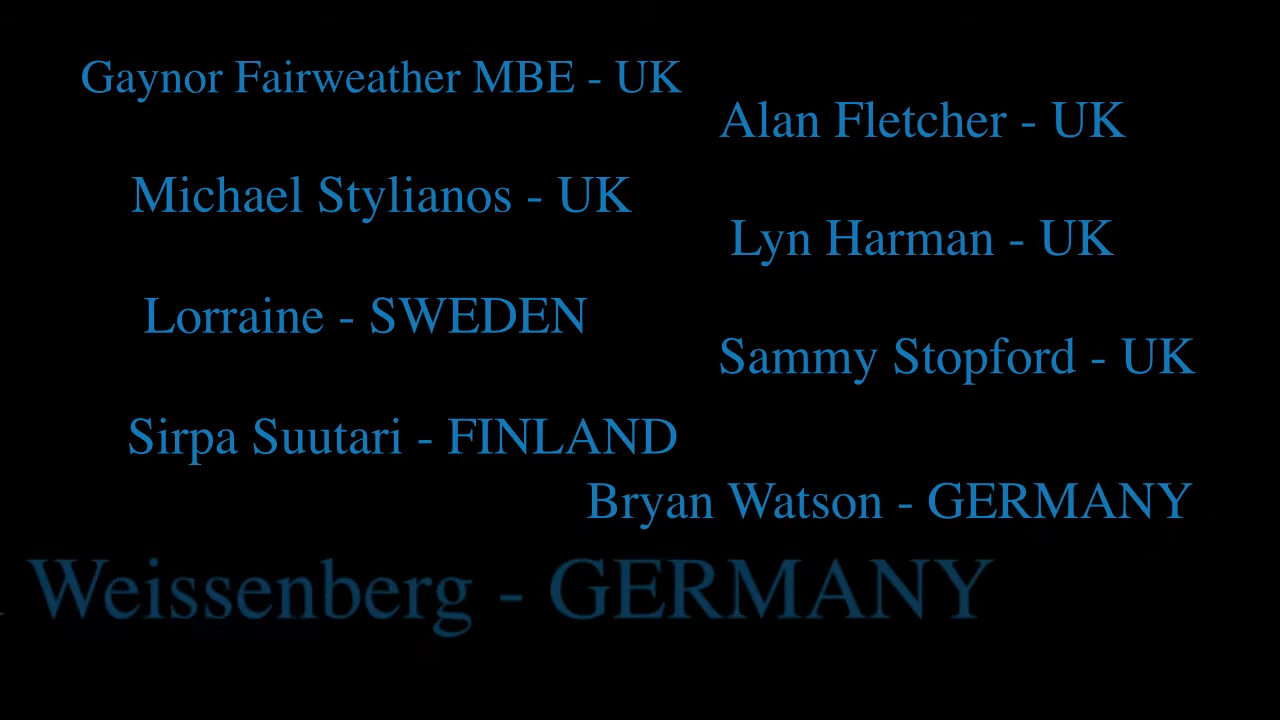 Gaynor Fairweather MBE - UK
Alan Fletcher - UK
Michael Stylianos - UK
Lyn Harman - UK
Lorraine - SWEDEN
Sammy Stopford - UK
Sirpa Suutari - FINLAND
Bryan Watson - GERMANY
Weissenberg - GERMANY